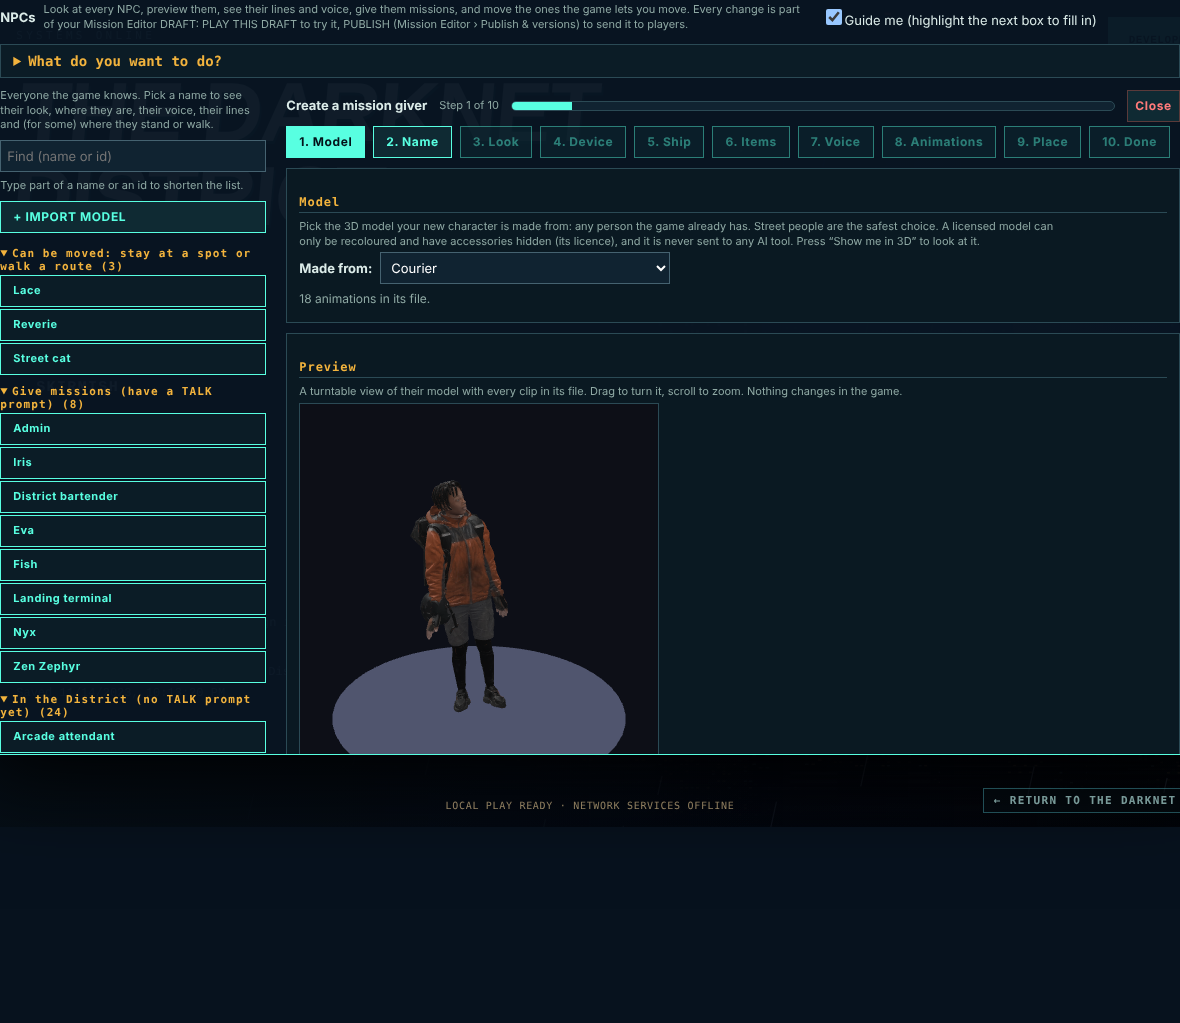 NPCs
Look at every NPC, preview them, see their lines and voice, give them missions, and move the ones the game lets you move. Every change is part
of your Mission Editor DRAFT: PLAY THIS DRAFT to try it, PUBLISH (Mission Editor › Publish & versions) to send it to players.
Guide me (highlight the next box to fill in)
▶ What do you want to do?
Everyone the game knows. Pick a name to see
their look, where they are, their voice, their lines
and (for some) where they stand or walk.
Find (name or id)
Type part of a name or an id to shorten the list.
+ IMPORT MODEL
▼ Can be moved: stay at a spot or
walk a route (3)
Lace
Reverie
Street cat
▼ Give missions (have a TALK
prompt) (8)
Admin
Iris
District bartender
Eva
Fish
Landing terminal
Nyx
Zen Zephyr
▼ In the District (no TALK prompt
yet) (24)
Arcade attendant
Create a mission giver
Step 1 of 10
Close
1. Model
2. Name
3. Look
4. Device
5. Ship
6. Items
7. Voice
8. Animations
9. Place
10. Done
Model
Pick the 3D model your new character is made from: any person the game already has. Street people are the safest choice. A licensed model can
only be recoloured and have accessories hidden (its licence), and it is never sent to any AI tool. Press “Show me in 3D” to look at it.
Made from:
Courier
18 animations in its file.
Preview
A turntable view of their model with every clip in its file. Drag to turn it, scroll to zoom. Nothing changes in the game.
LOCAL PLAY READY · NETWORK SERVICES OFFLINE
← RETURN TO THE DARKNET